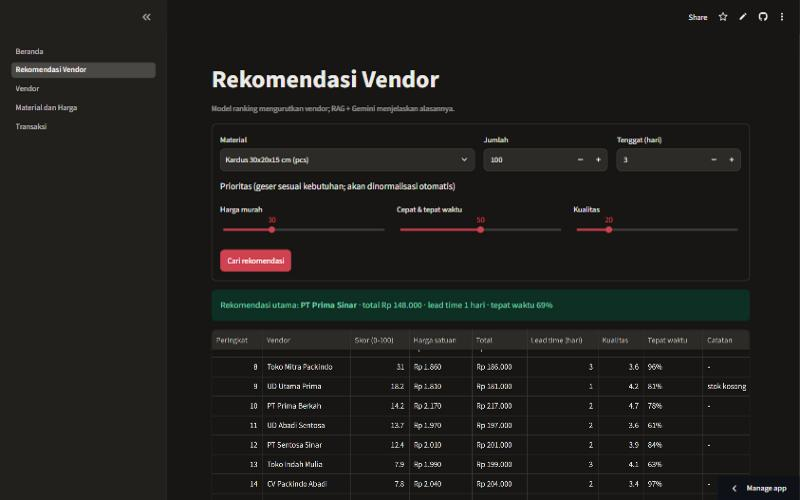 Share
Beranda
Rekomendasi Vendor
Vendor
Material dan Harga
Transaksi
Rekomendasi Vendor
Model ranking mengurutkan vendor; RAG + Gemini menjelaskan alasannya.
Material Jumlah Tenggat (hari)
Kardus 30x20x15 cm (pcs) 100 − + 3 − +
Prioritas (geser sesuai kebutuhan; akan dinormalisasi otomatis)
Harga murah Cepat & tepat waktu Kualitas
30 50 20
Cari rekomendasi
Rekomendasi utama: PT Prima Sinar · total Rp 148.000 · lead time 1 hari · tepat waktu 69%
Peringkat Vendor Skor (0-100) Harga satuan Total Lead time (hari) Kualitas Tepat waktu Catatan
8 Toko Mitra Packindo 31 Rp 1.860 Rp 186.000 3 3.6 96% -
9 UD Utama Prima 18.2 Rp 1.810 Rp 181.000 1 4.2 81% stok kosong
10 PT Prima Berkah 14.2 Rp 2.170 Rp 217.000 2 4.7 78% -
11 UD Abadi Sentosa 13.7 Rp 1.970 Rp 197.000 2 3.6 61% -
12 PT Sentosa Sinar 12.4 Rp 2.010 Rp 201.000 2 3.9 84% -
13 Toko Indah Mulia 7.9 Rp 1.990 Rp 199.000 3 4.1 63% -
14 CV Packindo Abadi 7.8 Rp 2.040 Rp 204.000 2 3.4 97% -
Manage app